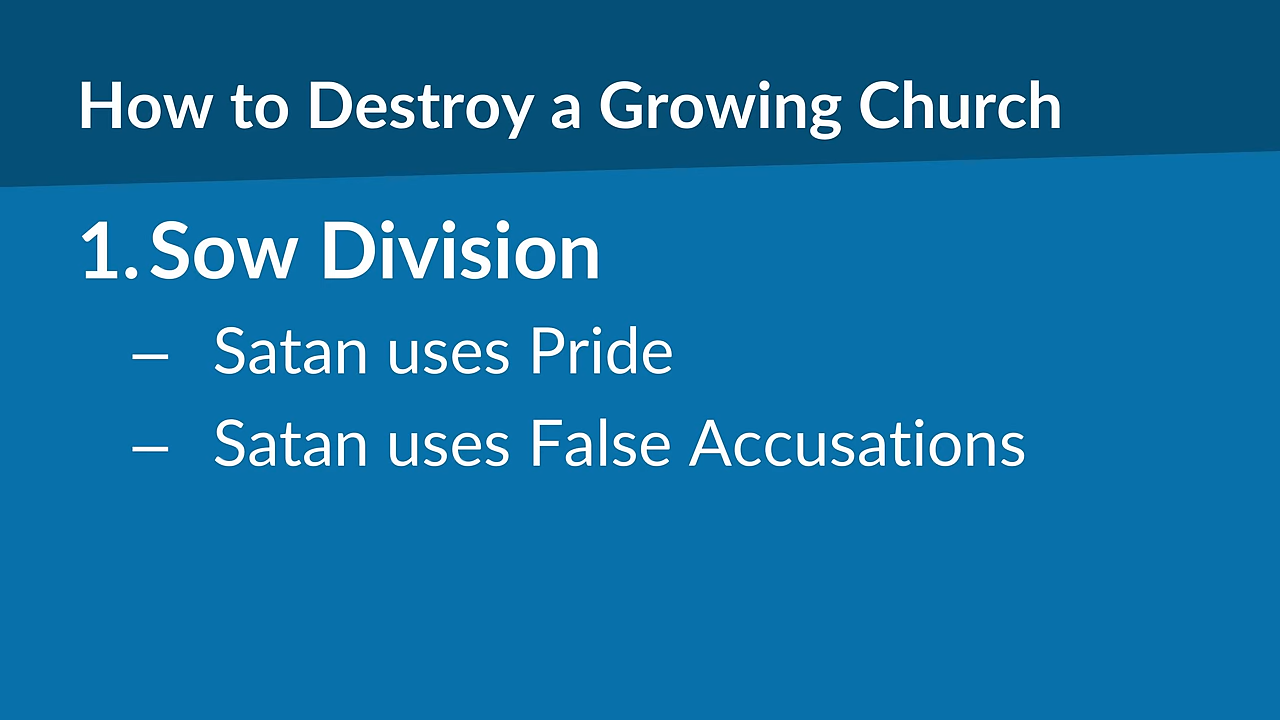 How to Destroy a Growing Church
1. Sow Division
– Satan uses Pride
– Satan uses False Accusations